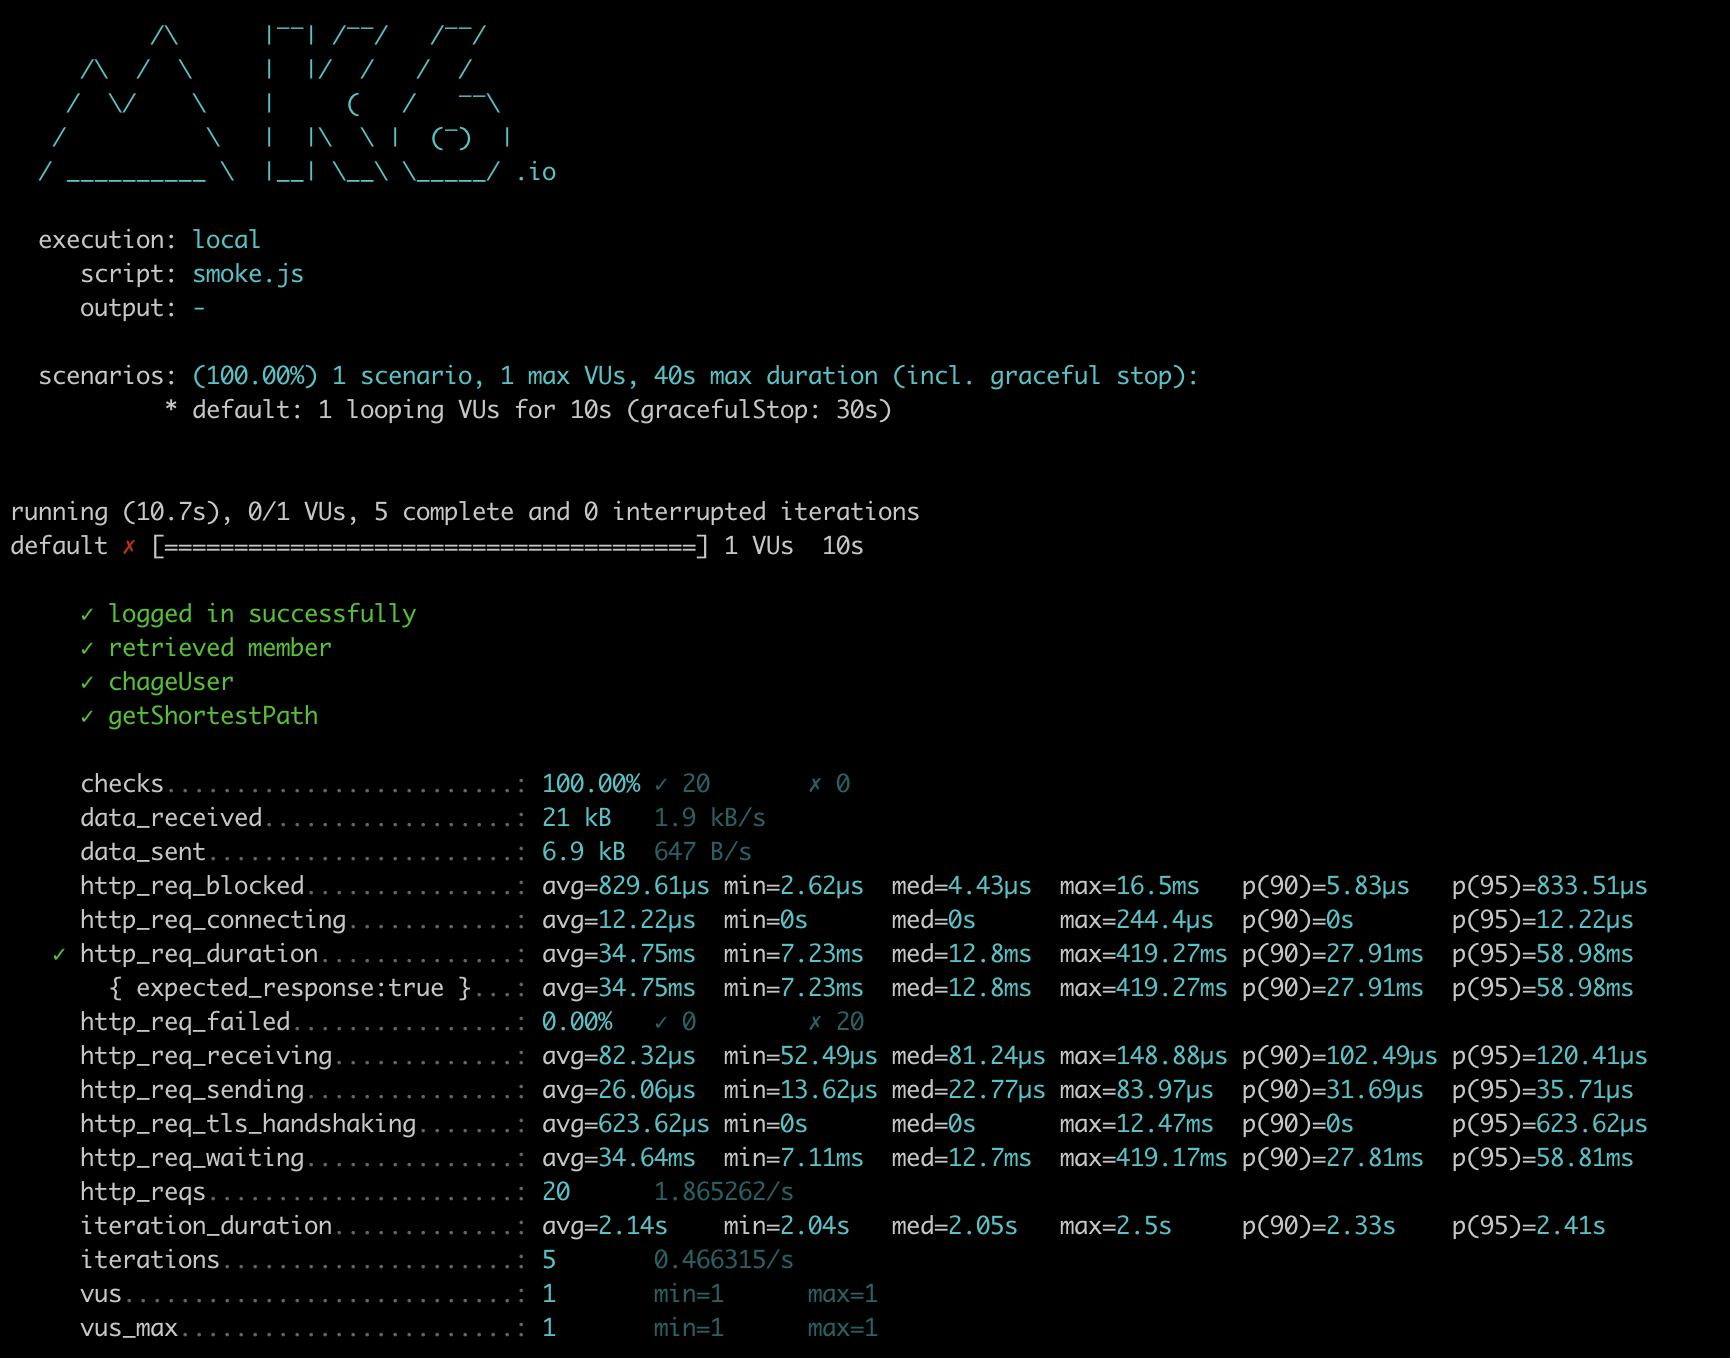 /\      |‾‾| /‾‾/   /‾‾/
     /\  /  \     |  |/  /   /  /
    /  \/    \    |     (   /   ‾‾\
   /          \   |  |\  \ |  (‾)  |
  / __________ \  |__| \__\ \_____/ .io

  execution: local
     script: smoke.js
     output: -

  scenarios: (100.00%) 1 scenario, 1 max VUs, 40s max duration (incl. graceful stop):
           * default: 1 looping VUs for 10s (gracefulStop: 30s)


running (10.7s), 0/1 VUs, 5 complete and 0 interrupted iterations
default ✗ [======================================] 1 VUs  10s

     ✓ logged in successfully
     ✓ retrieved member
     ✓ chageUser
     ✓ getShortestPath

     checks.........................: 100.00% ✓ 20       ✗ 0
     data_received..................: 21 kB   1.9 kB/s
     data_sent......................: 6.9 kB  647 B/s
     http_req_blocked...............: avg=829.61µs min=2.62µs  med=4.43µs  max=16.5ms   p(90)=5.83µs   p(95)=833.51µs
     http_req_connecting............: avg=12.22µs  min=0s      med=0s      max=244.4µs  p(90)=0s       p(95)=12.22µs
   ✓ http_req_duration..............: avg=34.75ms  min=7.23ms  med=12.8ms  max=419.27ms p(90)=27.91ms  p(95)=58.98ms
       { expected_response:true }...: avg=34.75ms  min=7.23ms  med=12.8ms  max=419.27ms p(90)=27.91ms  p(95)=58.98ms
     http_req_failed................: 0.00%   ✓ 0        ✗ 20
     http_req_receiving.............: avg=82.32µs  min=52.49µs med=81.24µs max=148.88µs p(90)=102.49µs p(95)=120.41µs
     http_req_sending...............: avg=26.06µs  min=13.62µs med=22.77µs max=83.97µs  p(90)=31.69µs  p(95)=35.71µs
     http_req_tls_handshaking.......: avg=623.62µs min=0s      med=0s      max=12.47ms  p(90)=0s       p(95)=623.62µs
     http_req_waiting...............: avg=34.64ms  min=7.11ms  med=12.7ms  max=419.17ms p(90)=27.81ms  p(95)=58.81ms
     http_reqs......................: 20      1.865262/s
     iteration_duration.............: avg=2.14s    min=2.04s   med=2.05s   max=2.5s     p(90)=2.33s    p(95)=2.41s
     iterations.....................: 5       0.466315/s
     vus............................: 1       min=1      max=1
     vus_max........................: 1       min=1      max=1